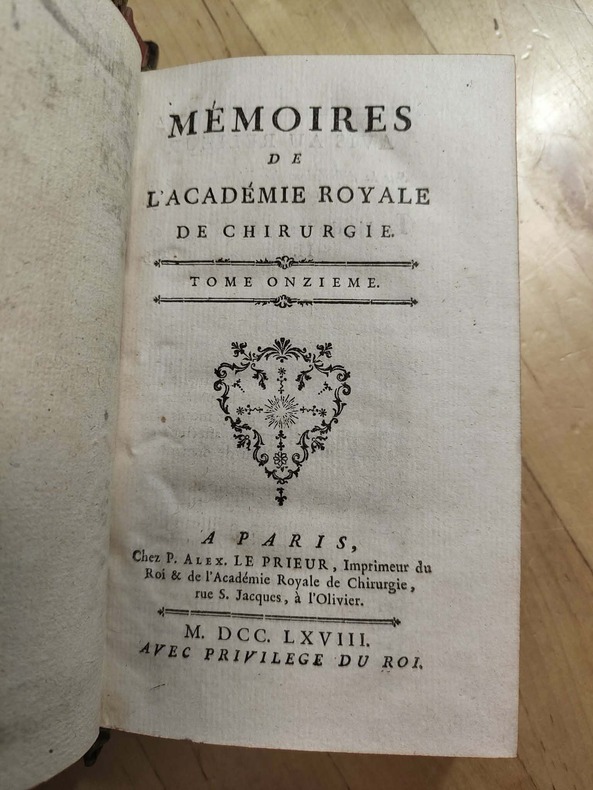 MÉMOIRES
DE
L'ACADÉMIE ROYALE
DE CHIRURGIE.
TOME ONZIEME.
A PARIS,
Chez P. ALEX. LE PRIEUR, Imprimeur du
Roi & de l'Académie Royale de Chirurgie,
rue S. Jacques, à l'Olivier.
M. DCC. LXVIII.
AVEC PRIVILEGE DU ROI.